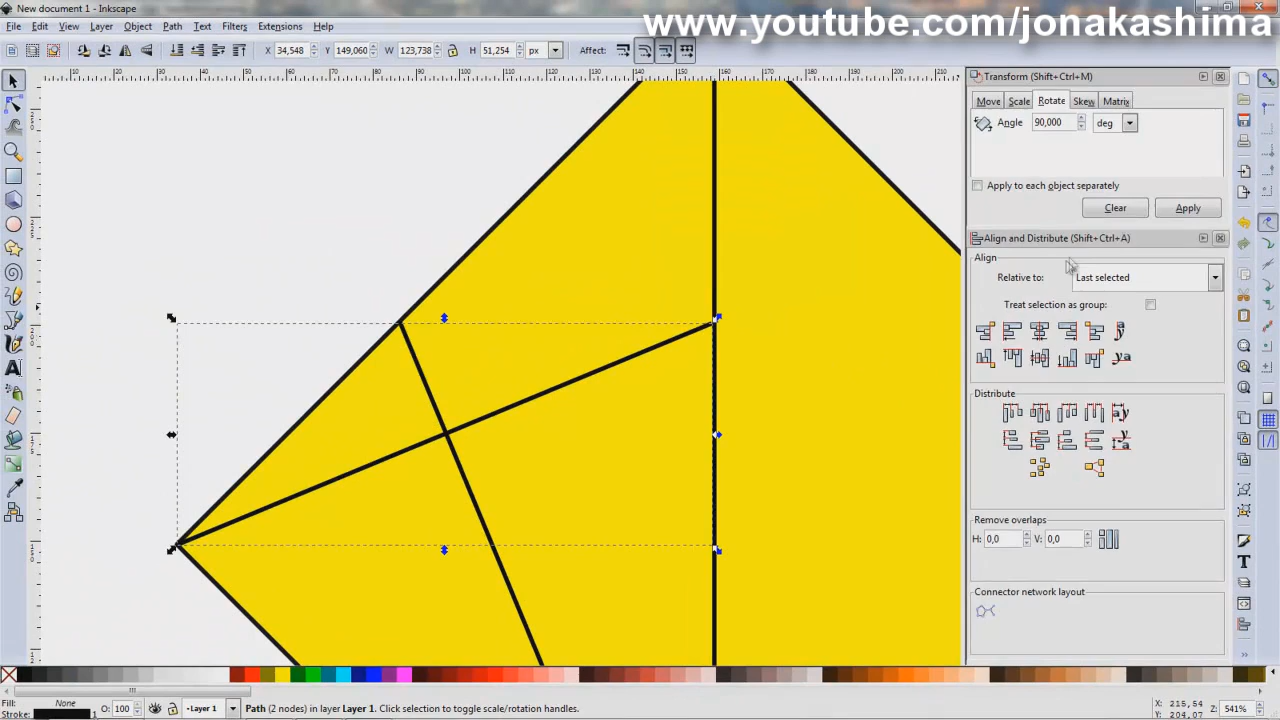 New document 1 - Inkscape
www.youtube.com/jonakashima
File Edit View Layer Object Path Text Filters Extensions Help
X 34,548 Y 149,060 W 123,738 H 51,254 px Affect:
Transform (Shift+Ctrl+M)
Move Scale Rotate Skew Matrix
Angle 90,000 deg
Apply to each object separately
Clear Apply
Align and Distribute (Shift+Ctrl+A)
Align
Relative to: Last selected
Treat selection as group:
Distribute
Remove overlaps
H: 0,0 V: 0,0
Connector network layout
Fill: None
Stroke: 1
O: 100
Layer 1
Path (2 nodes) in layer Layer 1. Click selection to toggle scale/rotation handles.
X: 215,54
Y: 204,07
Z: 541%